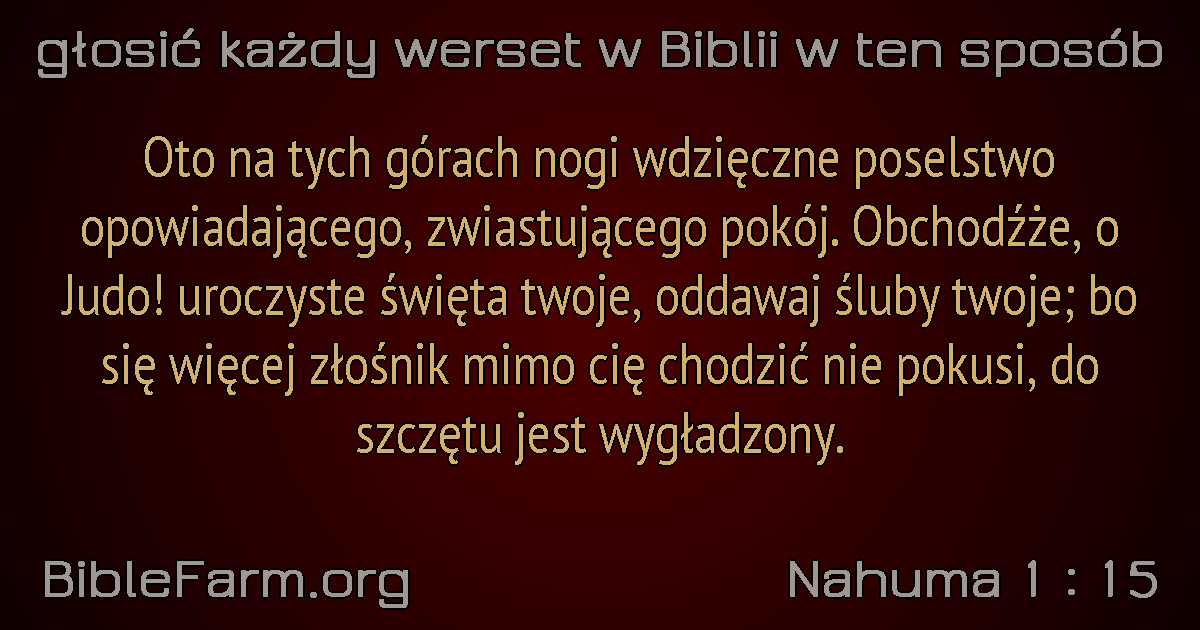 głosić każdy werset w Biblii w ten sposób
Oto na tych górach nogi wdzięczne poselstwo
opowiadającego, zwiastującego pokój. Obchodźże, o
Judo! uroczyste święta twoje, oddawaj śluby twoje; bo
się więcej złośnik mimo cię chodzić nie pokusi, do
szczętu jest wygładzony.
BibleFarm.org
Nahuma 1 : 15